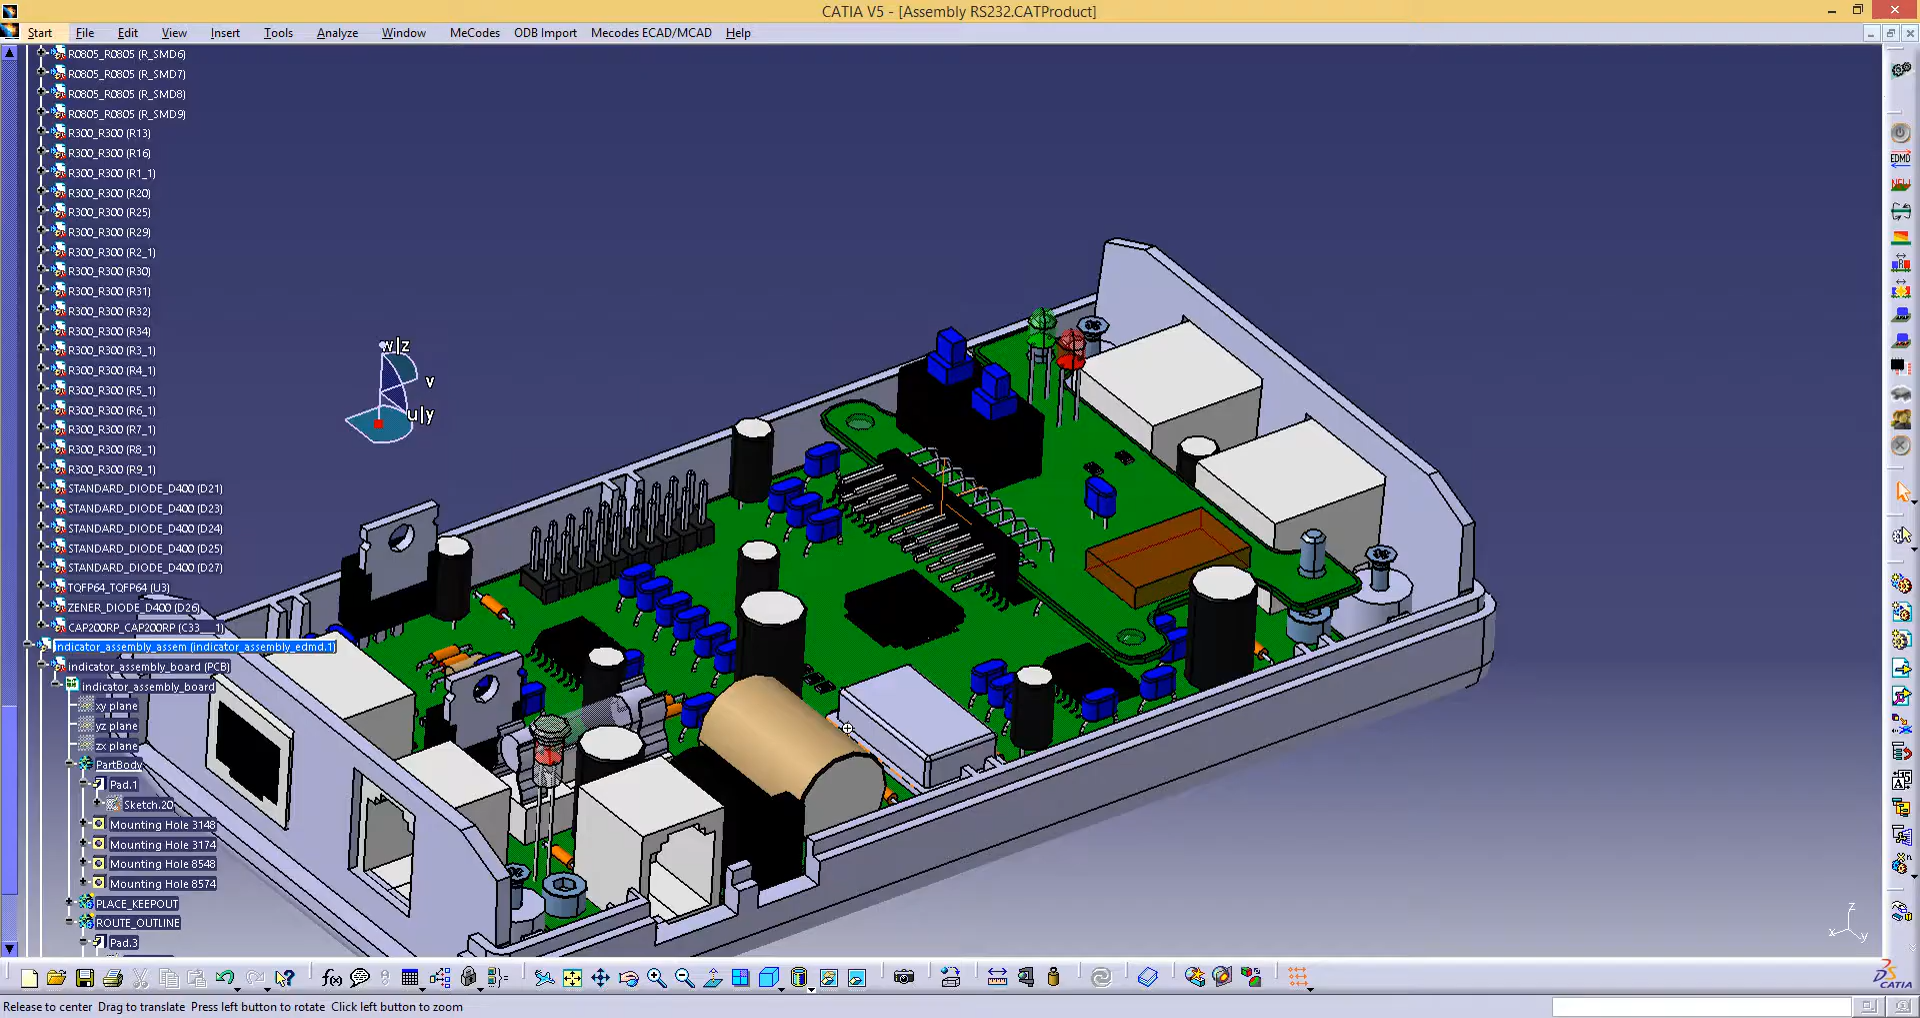 CATIA V5 - [Assembly RS232.CATProduct]
Start File Edit View Insert Tools Analyze Window MeCodes ODB Import Mecodes ECAD/MCAD Help
R0805_R0805 (R_SMD6)
R0805_R0805 (R_SMD7)
R0805_R0805 (R_SMD8)
R0805_R0805 (R_SMD9)
R300_R300 (R13)
R300_R300 (R16)
R300_R300 (R1_1)
R300_R300 (R20)
R300_R300 (R25)
R300_R300 (R29)
R300_R300 (R2_1)
R300_R300 (R30)
R300_R300 (R31)
R300_R300 (R32)
R300_R300 (R34)
R300_R300 (R3_1)
R300_R300 (R4_1)
R300_R300 (R5_1)
R300_R300 (R6_1)
R300_R300 (R7_1)
R300_R300 (R8_1)
R300_R300 (R9_1)
STANDARD_DIODE_D400 (D21)
STANDARD_DIODE_D400 (D23)
STANDARD_DIODE_D400 (D24)
STANDARD_DIODE_D400 (D25)
STANDARD_DIODE_D400 (D27)
TQFP64_TQFP64 (U3)
ZENER_DIODE_D400 (D26)
CAP200RP_CAP200RP (C33__1)
indicator_assembly_assem (indicator_assembly_edmd.1)
indicator_assembly_board (PCB)
indicator_assembly_board
xy plane
yz plane
zx plane
PartBody
Pad.1
Sketch.20
Mounting Hole 3148
Mounting Hole 3174
Mounting Hole 8548
Mounting Hole 8574
PLACE_KEEPOUT
ROUTE_OUTLINE
Pad.3
w|z
v
u|y
EDMD
NEW
z
x
y
CATIA
Release to center Drag to translate Press left button to rotate Click left button to zoom